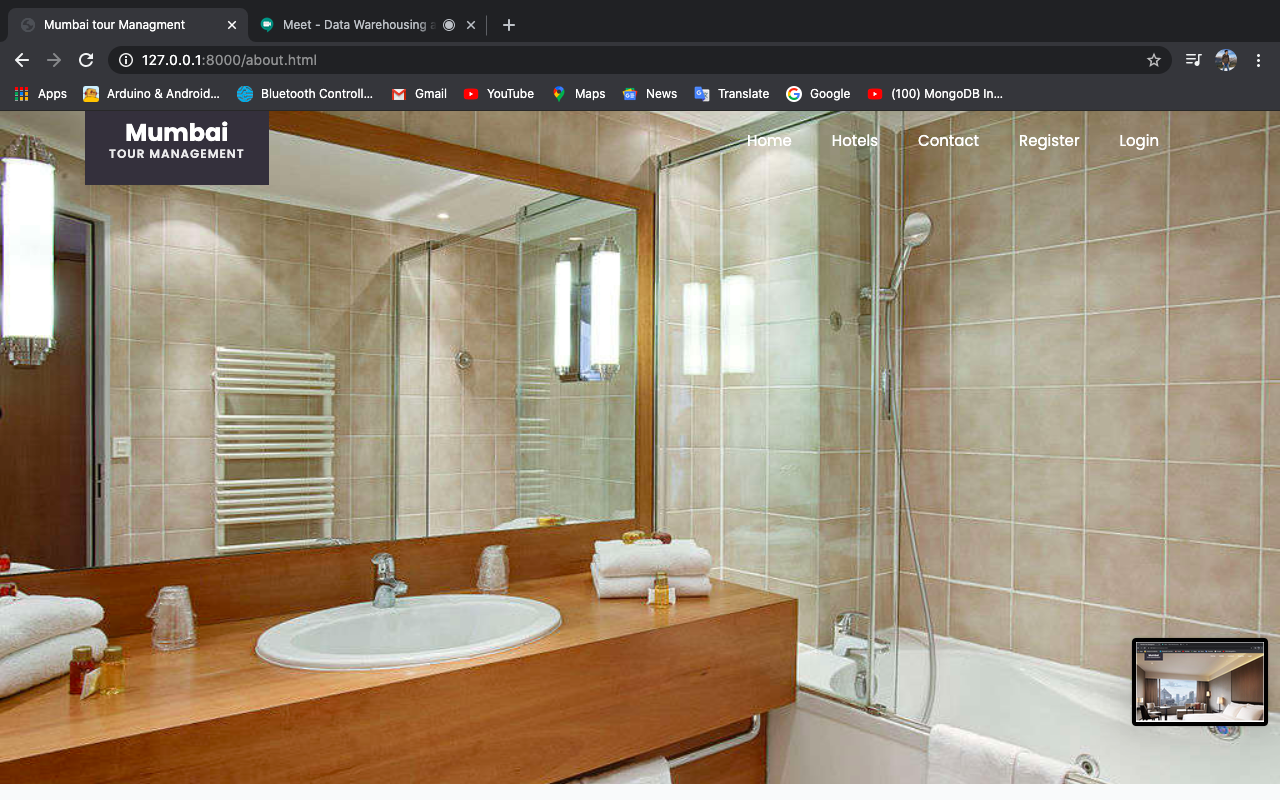 Mumbai tour Managment
Meet - Data Warehousing a
127.0.0.1:8000/about.html
Apps
Arduino & Android...
Bluetooth Controll...
Gmail
YouTube
Maps
News
Translate
Google
(100) MongoDB In...
Mumbai
TOUR MANAGEMENT
Home
Hotels
Contact
Register
Login